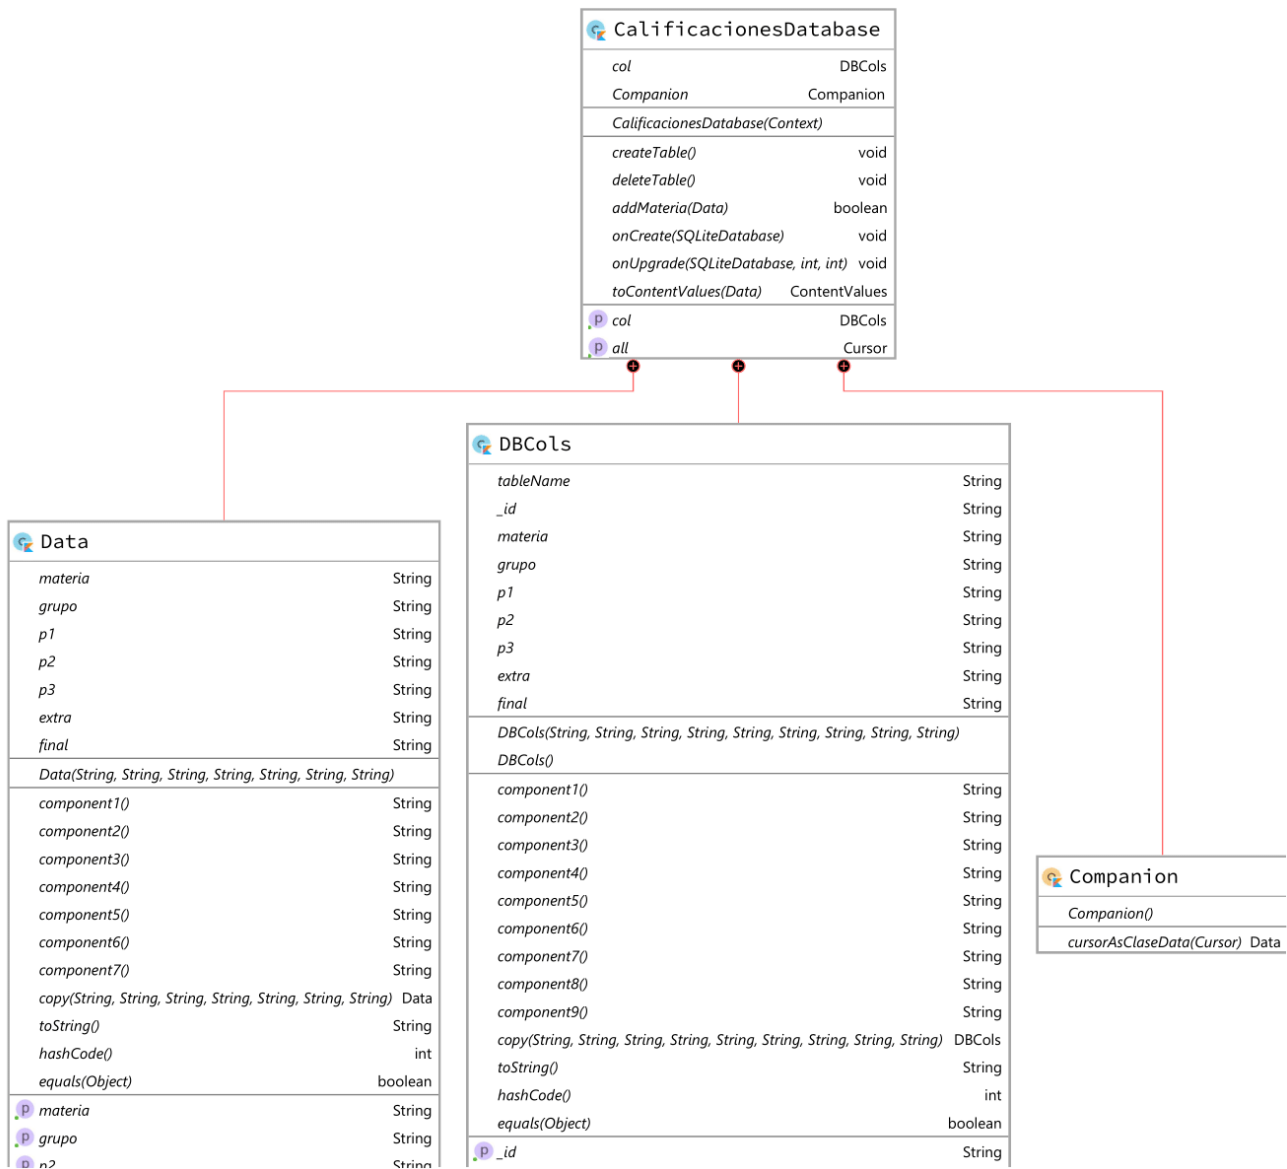 CalificacionesDatabase
col DBCols
Companion Companion
CalificacionesDatabase(Context)
createTable() void
deleteTable() void
addMateria(Data) boolean
onCreate(SQLiteDatabase) void
onUpgrade(SQLiteDatabase, int, int) void
toContentValues(Data) ContentValues
p col DBCols
p all Cursor
Data
materia String
grupo String
p1 String
p2 String
p3 String
extra String
final String
Data(String, String, String, String, String, String, String)
component1() String
component2() String
component3() String
component4() String
component5() String
component6() String
component7() String
copy(String, String, String, String, String, String, String) Data
toString() String
hashCode() int
equals(Object) boolean
p materia String
p grupo String
p p2 String
DBCols
tableName String
_id String
materia String
grupo String
p1 String
p2 String
p3 String
extra String
final String
DBCols(String, String, String, String, String, String, String, String, String)
DBCols()
component1() String
component2() String
component3() String
component4() String
component5() String
component6() String
component7() String
component8() String
component9() String
copy(String, String, String, String, String, String, String, String, String) DBCols
toString() String
hashCode() int
equals(Object) boolean
p _id String
Companion
Companion()
cursorAsClaseData(Cursor) Data